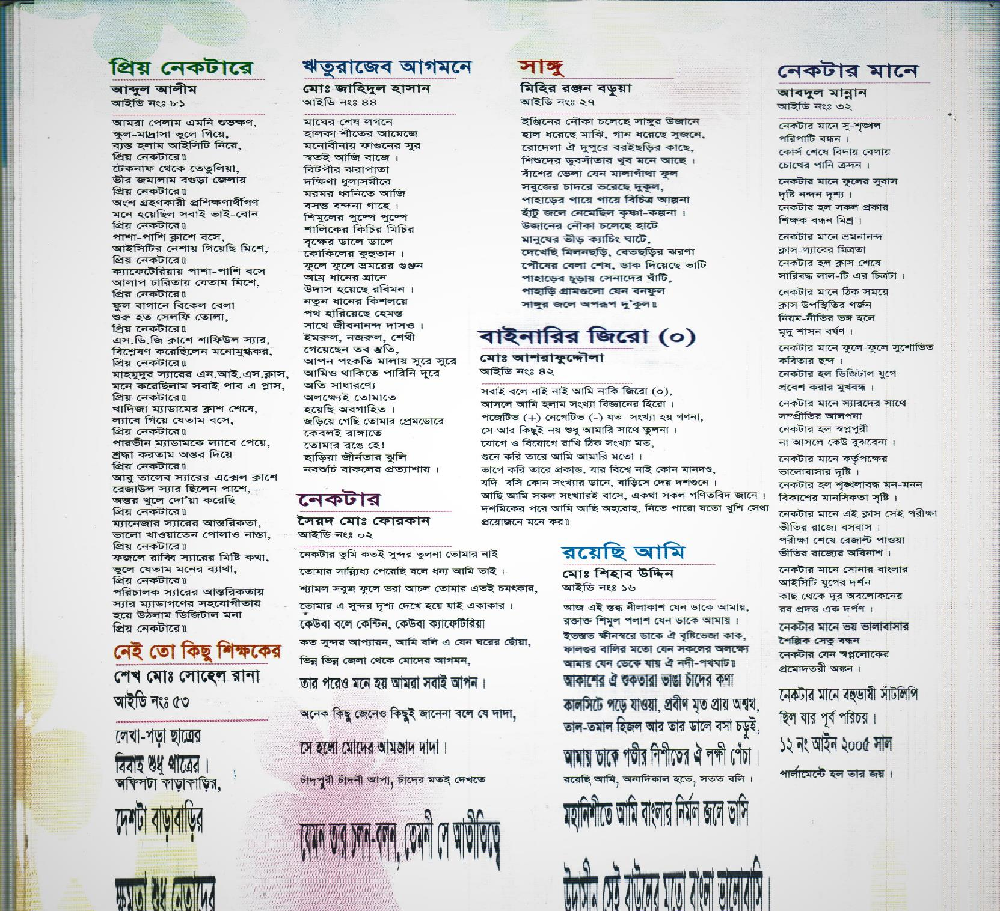 প্রিয় নেকটারে
আব্দুল আলীম
আইডি নংঃ ৮১
আমরা পেলাম এমনি শুভক্ষণ,
স্কুল-মাদ্রাসা ভুলে গিয়ে,
ব্যস্ত হলাম আইসিটি নিয়ে,
প্রিয় নেকটারে॥
টেকনাফ থেকে তেতুলিয়া,
ভীর জমালাম বগুড়া জেলায়
প্রিয় নেকটারে॥
অংশ গ্রহণকারী প্রশিক্ষণার্থীগণ
মনে হয়েছিল সবাই ভাই-বোন
প্রিয় নেকটারে॥
পাশা-পাশি ক্লাশে বসে,
আইসিটির নেশায় গিয়েছি মিশে,
প্রিয় নেকটারে॥
ক্যাফেটেরিয়ায় পাশা-পাশি বসে
আলাপ চারিতায় যেতাম মিশে,
প্রিয় নেকটারে॥
ফুল বাগানে বিকেল বেলা
শুরু হত সেলফি তোলা,
প্রিয় নেকটারে॥
এস.ডি.জি ক্লাশে শাফিউল স্যার,
বিশ্লেষণ করেছিলেন মনোমুগ্ধকর,
প্রিয় নেকটারে॥
মাহমুদুর স্যারের এন.আই.এস.ক্লাস,
মনে করেছিলাম সবাই পাব এ প্লাস,
প্রিয় নেকটারে॥
খাদিজা ম্যাডামের ক্লাশ শেষে,
ল্যাবে গিয়ে যেতাম বসে,
প্রিয় নেকটারে॥
পারভীন ম্যাডামকে ল্যাবে পেয়ে,
শ্রদ্ধা করতাম অন্তর দিয়ে
প্রিয় নেকটারে॥
আবু তালেব স্যারের এক্সেল ক্লাশে
রেজাউল স্যার ছিলেন পাশে,
অন্তর খুলে দো'য়া করেছি
প্রিয় নেকটারে॥
ম্যানেজার স্যারের আন্তরিকতা,
ভালো খাওয়াতেন পোলাও নাস্তা,
প্রিয় নেকটারে॥
ফজলে রাব্বি স্যারের মিষ্টি কথা,
ভুলে যেতাম মনের ব্যাথা,
প্রিয় নেকটারে॥
পরিচালক স্যারের আন্তরিকতায়
স্যার ম্যাডাগণের সহযোগীতায়
হয়ে উঠলাম ডিজিটাল মনা
প্রিয় নেকটারে॥
নেই তো কিছু শিক্ষকের
শেখ মোঃ সোহেল রানা
আইডি নংঃ ৫৩
লেখা-পড়া ছাত্রের
বিবাহ শুধু পাত্রের।
অফিসটা কাড়াকাড়ির,
দেশটা বাড়াবাড়ির
ক্ষমতা শুধু নেতাদের
ঋতুরাজেব আগমনে
মোঃ জাহিদুল হাসান
আইডি নংঃ ৪৪
মাঘের শেষ লগনে
হালকা শীতের আমেজে
মনোবীনায় ফাগুনের সুর
স্বতই আজি বাজে ।
বিটপীর ঝরাপাতা
দক্ষিণা ধুলাসমীরে
মরমর ধ্বনিতে আজি
বসন্ত বন্দনা গাহে ।
শিমুলের পুষ্পে পুষ্পে
শালিকের কিচির মিচির
বৃক্ষের ডালে ডালে
কোকিলের কুহুতান ।
ফুলে ফুলে ভ্রমরের গুঞ্জন
আম্র ধানের ঘ্রানে
উদাস হয়েছে রবিমন ।
নতুন ধানের কিশলয়ে
পথ হারিয়েছে হেমন্ত
সাথে জীবনানন্দ দাসও ।
ইমরুল, নজরুল, শেথী
গেয়েছেন তব স্তুতি,
আপন পংকতি মালায় সুরে সুরে
আমিও থাকিতে পারিনি দূরে
অতি সাধারণ্যে
অলক্ষ্যেই তোমাতে
হয়েছি অবগাহিত ।
জড়িয়ে গেছি তোমার প্রেমডোরে
কেবলই রাঙ্গাতে
তোমার রঙে হে!
ছাড়িয়া জীর্নতার ঝুলি
নবশুচি বাকলের প্রত্যাশায় ।
নেকটার
সৈয়দ মোঃ ফোরকান
আইডি নংঃ ০২
নেকটার তুমি কতই সুন্দর তুলনা তোমার নাই
তোমার সান্নিধ্য পেয়েছি বলে ধন্য আমি তাই ।
শ্যামল সবুজ ফুলে ভরা আচল তোমার এতই চমৎকার,
তোমার এ সুন্দর দৃশ্য দেখে হয়ে যাই একাকার ।
কেউবা বলে কেন্টিন, কেউবা ক্যাফেটিরিয়া
কত সুন্দর আপ্যায়ন, আমি বলি এ যেন ঘরের ছোঁয়া,
ভিন্ন ভিন্ন জেলা থেকে মোদের আগমন,
তার পরেও মনে হয় আমরা সবাই আপন ।
অনেক কিছু জেনেও কিছুই জানেনা বলে যে দাদা,
সে হলো মোদের আমজাদ দাদা ।
চাঁদপুরী চাঁদনী আপা, চাঁদের মতই দেখতে
যেমন তার চলন-বলন, তেমনী সে আতীতিত্বে
সাঙ্গু
মিহির রঞ্জন বড়ুয়া
আইডি নংঃ ২৭
ইঞ্জিনের নৌকা চলেছে সাঙ্গুর উজানে
হাল ধরেছে মাঝি, গান ধরেছে সুজনে,
রোদেলা ঐ দুপুরে বরইছড়ির কাছে,
শিশুদের ডুবসাঁতার খুব মনে আছে ।
বাঁশের ভেলা যেন মালাগাঁথা ফুল
সবুজের চাদরে ভরেছে দুকূল,
পাহাড়ের গায়ে গায়ে বিচিত্র আল্পনা
হাঁটু জলে নেমেছিল কৃষ্ণা-কল্পনা ।
উজানের নৌকা চলেছে হাটে
মানুষের ভীড় ক্যাচিং ঘাটে,
দেখেছি মিলনছড়ি, বেতছড়ির ঝরণা
পৌষের বেলা শেষ, ডাক দিয়েছে ভাটি
পাহাড়ের চূড়ায় সেনাদের ঘাঁটি,
পাহাড়ি গ্রামগুলো যেন বনফুল
সাঙ্গুর জলে অপরূপ দু'কুল॥
বাইনারির জিরো (০)
মোঃ আশরাফুদ্দৌলা
আইডি নংঃ ৪২
সবাই বলে নাই নাই আমি নাকি জিরো (০),
আসলে আমি হলাম সংখ্যা বিজ্ঞানের হিরো ।
পজেটিভ (+) নেগেটিভ (-) যত সংখ্যা হয় গণনা,
সে আর কিছুই নয় শুধু আমারি সাথে তুলনা ।
যোগে ও বিয়োগে রাখি ঠিক সংখ্যা মত,
গুনে করি তারে আমি আমারি মতো ।
ভাগে করি তারে প্রকান্ড. যার বিশ্বে নাই কোন মানদণ্ড,
যদি বসি কোন সংখ্যার ডানে, বাড়িসে দেয় দশগুনে ।
আছি আমি সকল সংখ্যারই বাসে, একথা সকল গণিতবিদ জানে ।
দশমিকের পরে আমি আছি অহরোহ, নিতে পারো যতো খুশি সেথা
প্রয়োজনে মনে কর॥
রয়েছি আমি
মোঃ শিহাব উদ্দিন
আইডি নংঃ ১৬
আজ এই স্তব্ধ নীলাকাশ যেন ডাকে আমায়,
রক্তাক্ত শিমুল পলাশ যেন ডাকে আমায় ।
ইতস্তত ক্ষীনস্বরে ডাকে ঐ বৃষ্টিভেজা কাক,
ফালগুর বালির মতো যেন সকলের অলক্ষ্যে
আমার যেন ডেকে যায় ঐ নদী-পথঘাট॥
আকাশের ঐ শুকতারা ভাঙা চাঁদের কণা
কালসিটে পড়ে যাওয়া, প্রবীণ মৃত প্রায় অশ্বথ,
তাল-তমাল হিজল আর তার ডালে বসা চড়ুই,
আমায় ডাকে গভীর নিশীতের ঐ লক্ষী পেঁচা ।
রয়েছি আমি, অনাদিকাল হতে, সতত বলি ।
মহানিশীতে আমি বাংলার নির্মল জলে ভাসি
উদাসীন সেই বাউলের মতো বাংলা ভালোবাসি ।
নেকটার মানে
আবদুল মান্নান
আইডি নংঃ ৩২
নেকটার মানে সু-শৃঙ্খল
পরিপাটি বন্ধন ।
কোর্স শেষে বিদায় বেলায়
চোখের পানি ক্রদন ।
নেকটার মানে ফুলের সুবাস
দৃষ্টি নন্দন দৃশ্য ।
নেকটার হল সকল প্রকার
শিক্ষক বন্ধন মিশ্র ।
নেকটার মানে ভ্রমনানন্দ
ক্লাস-ল্যাবের মিত্রতা
নেকটার হল ক্লাস শেষে
সারিবদ্ধ লাল-টি এর চিত্রটা ।
নেকটার মানে ঠিক সময়ে
ক্লাস উপস্থিতির গর্জন
নিয়ম-নীতির ভঙ্গ হলে
মৃদু শাসন বর্ষণ ।
নেকটার মানে ফুলে-ফুলে সুশোভিত
কবিতার ছন্দ ।
নেকটার হল ডিজিটাল যুগে
প্রবেশ করার মুখবন্ধ ।
নেকটার মানে স্যারদের সাথে
সম্প্রীতির আলপনা
নেকটার হল স্বপ্নপুরী
না আসলে কেউ বুঝবেনা ।
নেকটার মানে কর্তৃপক্ষের
ভালোবাসার দৃষ্টি ।
নেকটার হল শৃঙ্খলাবদ্ধ মন-মনন
বিকাশের মানসিকতা সৃষ্টি ।
নেকটার মানে এই ক্লাস সেই পরীক্ষা
ভীতির রাজ্যে বসবাস ।
পরীক্ষা শেষে রেজাল্ট পাওয়া
ভীতির রাজ্যের অবিনাশ ।
নেকটার মানে সোনার বাংলার
আইসিটি যুগের দর্শন
কাছ থেকে দুর অবলোকনের
রব প্রদত্ত এক দর্পণ ।
নেকটার মানে ভয় ভালাবাসার
শৈল্পিক সেতু বন্ধন
নেকটার যেন স্বপ্নলোকের
প্রমোদতরী অঙ্কন ।
নেকটার মানে বহুভাষী সাঁটলিপি
ছিল যার পূর্ব পরিচয় ।
১২ নং আইন ২০০৫ সাল
পার্লামেন্টে হল তার জয় ।